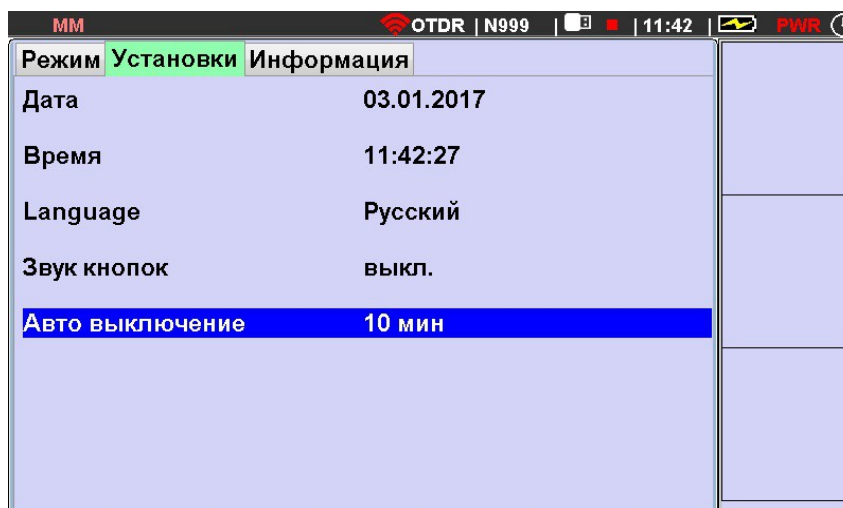 MM OTDR | N999 | | 11:42 | PWR
Режим Установки Информация
Дата 03.01.2017
Время 11:42:27
Language Русский
Звук кнопок выкл.
Авто выключение 10 мин